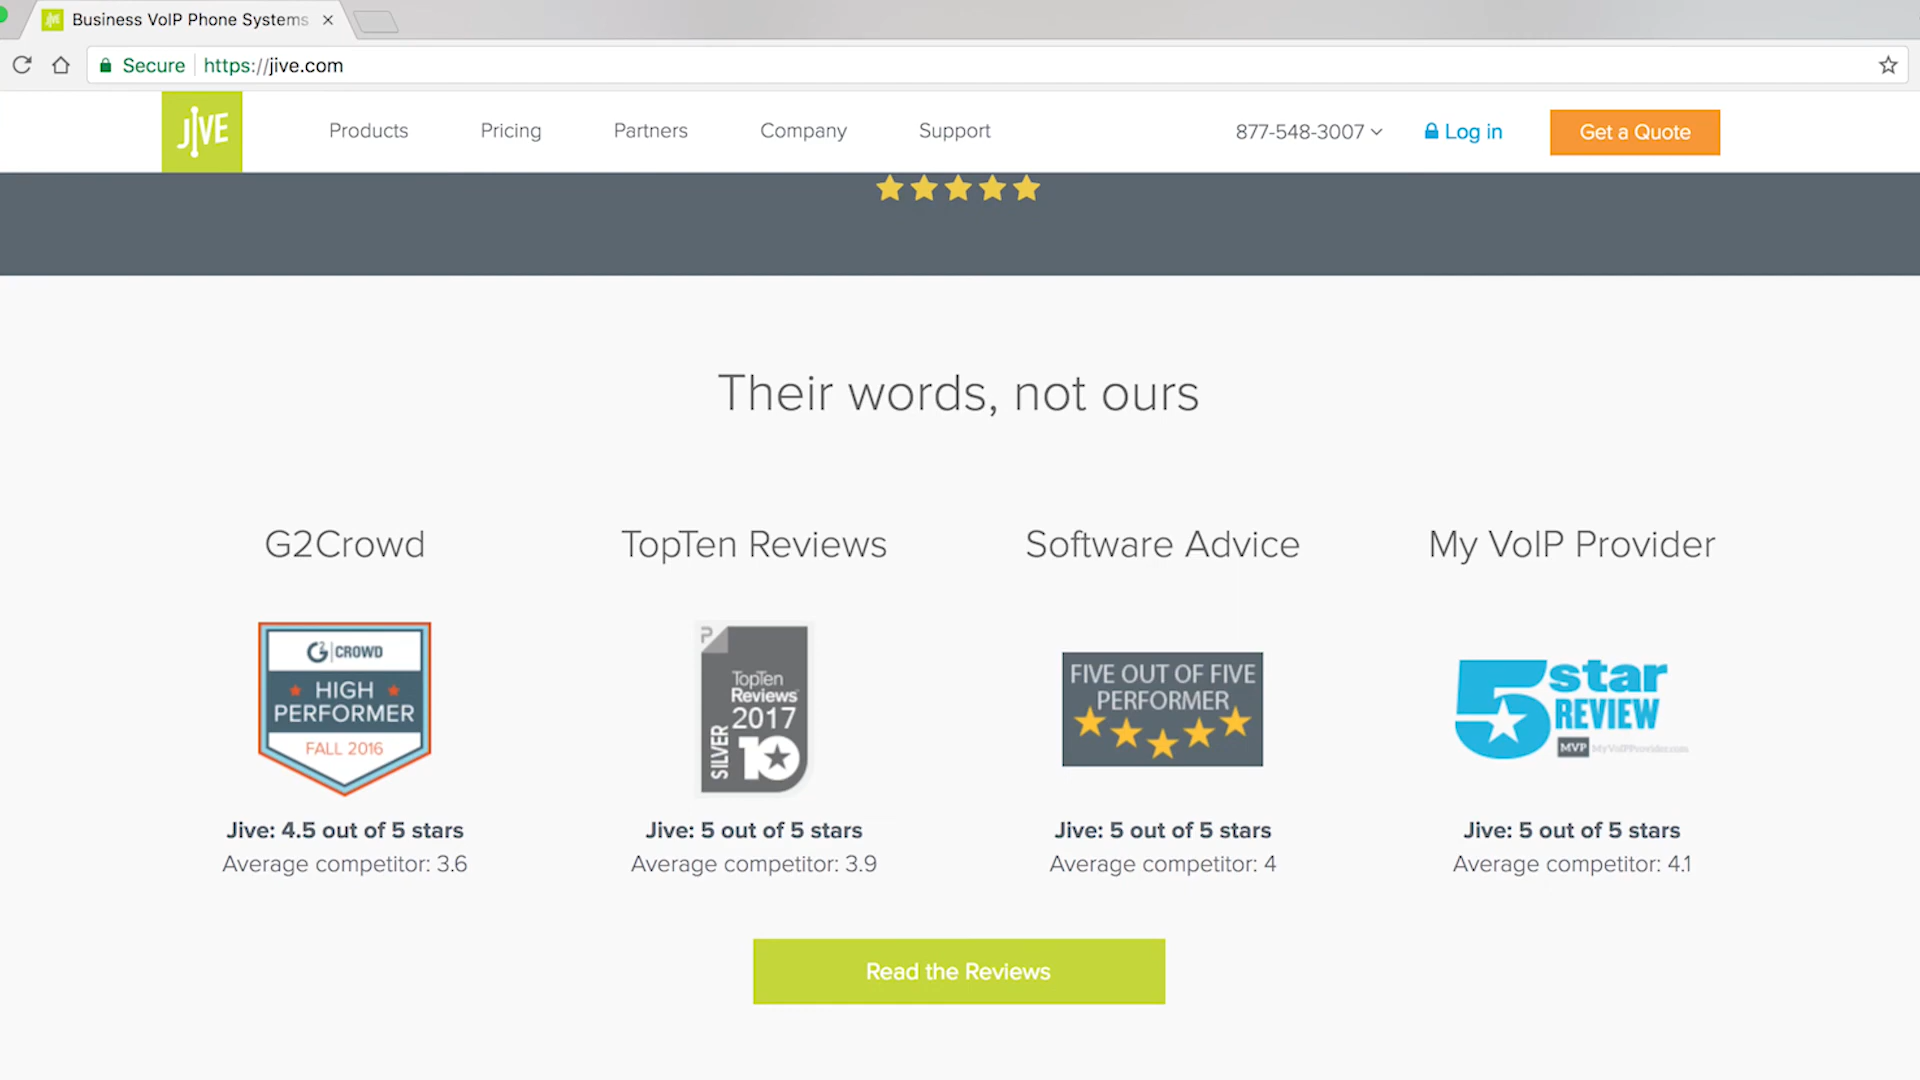 Business VoIP Phone Systems
Secure
https://jive.com
JIVE
Products
Pricing
Partners
Company
Support
877-548-3007
Log in
Get a Quote
Their words, not ours
G2Crowd
TopTen Reviews
Software Advice
My VoIP Provider
G2 CROWD
HIGH
PERFORMER
FALL 2016
P
TopTen
Reviews
2017
SILVER
10
FIVE OUT OF FIVE
PERFORMER
5 star
REVIEW
MVP MyVoIPProvider.com
Jive: 4.5 out of 5 stars
Jive: 5 out of 5 stars
Jive: 5 out of 5 stars
Jive: 5 out of 5 stars
Average competitor: 3.6
Average competitor: 3.9
Average competitor: 4
Average competitor: 4.1
Read the Reviews